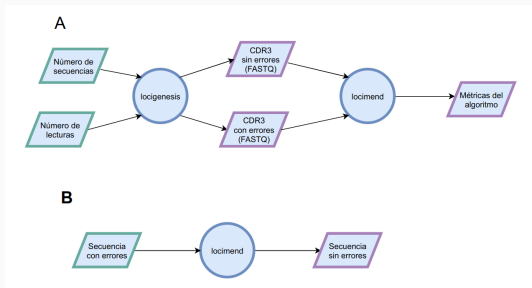 A
Número de
secuencias
Número de
lecturas
locigenesis
CDR3
sin errores
(FASTQ)
CDR3
con errores
(FASTQ)
locimend
Métricas del
algoritmo
B
Secuencia
con errores
locimend
Secuencia
sin errores